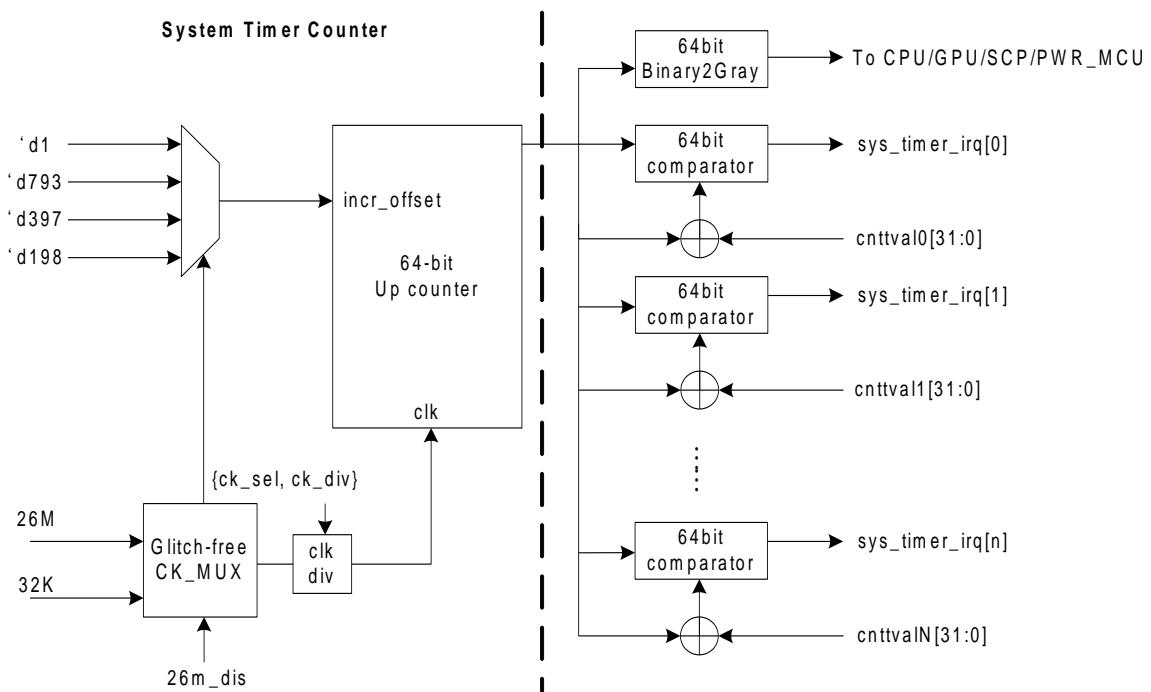 System Timer Counter
'd1
'd793
'd397
'd198
incr_offset
64-bit
Up counter
clk
{ck_sel, ck_div}
26M
32K
Glitch-free
CK_MUX
clk
div
26m_dis
64bit
Binary2Gray
To CPU/GPU/SCP/PWR_MCU
64bit
comparator
sys_timer_irq[0]
cnttval0[31:0]
64bit
comparator
sys_timer_irq[1]
cnttval1[31:0]
64bit
comparator
sys_timer_irq[n]
cnttvalN[31:0]